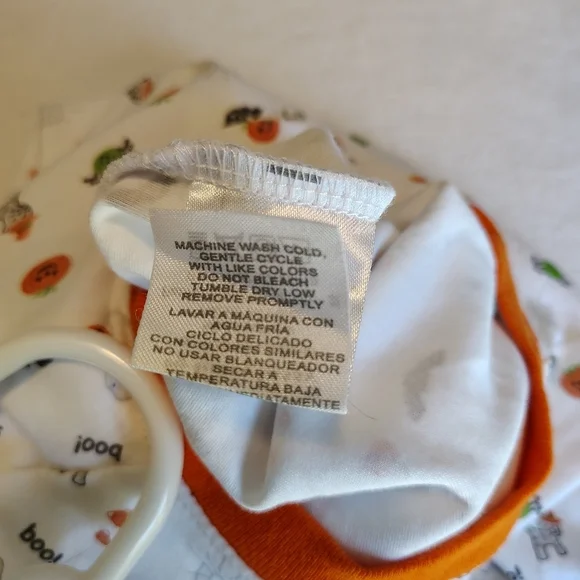 MACHINE WASH COLD,
GENTLE CYCLE
WITH LIKE COLORS
DO NOT BLEACH
TUMBLE DRY LOW
REMOVE PROMPTLY
LAVAR A MÁQUINA CON
AGUA FRÍA
CICLO DELICADO
CON COLORES SIMILARES
NO USAR BLANQUEADOR
SECAR A
TEMPERATURA BAJA
boo!
boo!